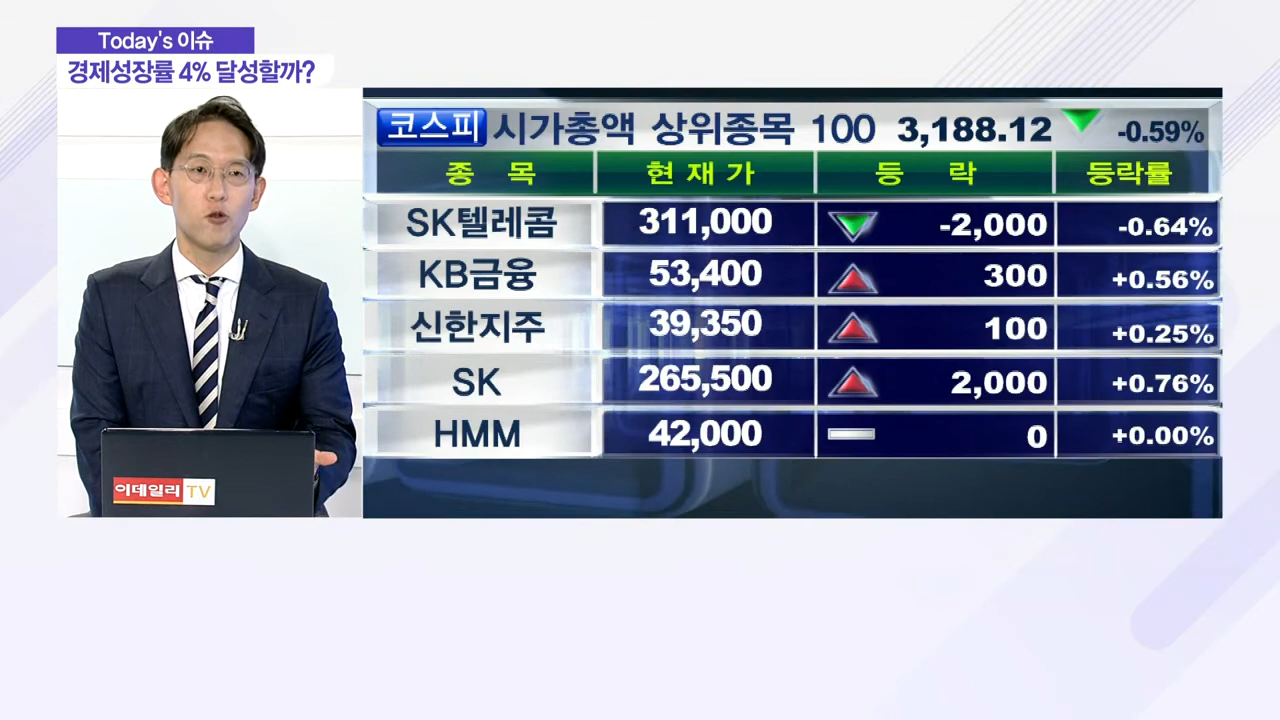 Today's 이슈
경제성장률 4% 달성할까?
코스피 시가총액 상위종목 100 3,188.12 -0.59%
종 목 현 재 가 등 락 등락률
SK텔레콤 311,000 -2,000 -0.64%
KB금융 53,400 300 +0.56%
신한지주 39,350 100 +0.25%
SK 265,500 2,000 +0.76%
HMM 42,000 0 +0.00%
이데일리TV